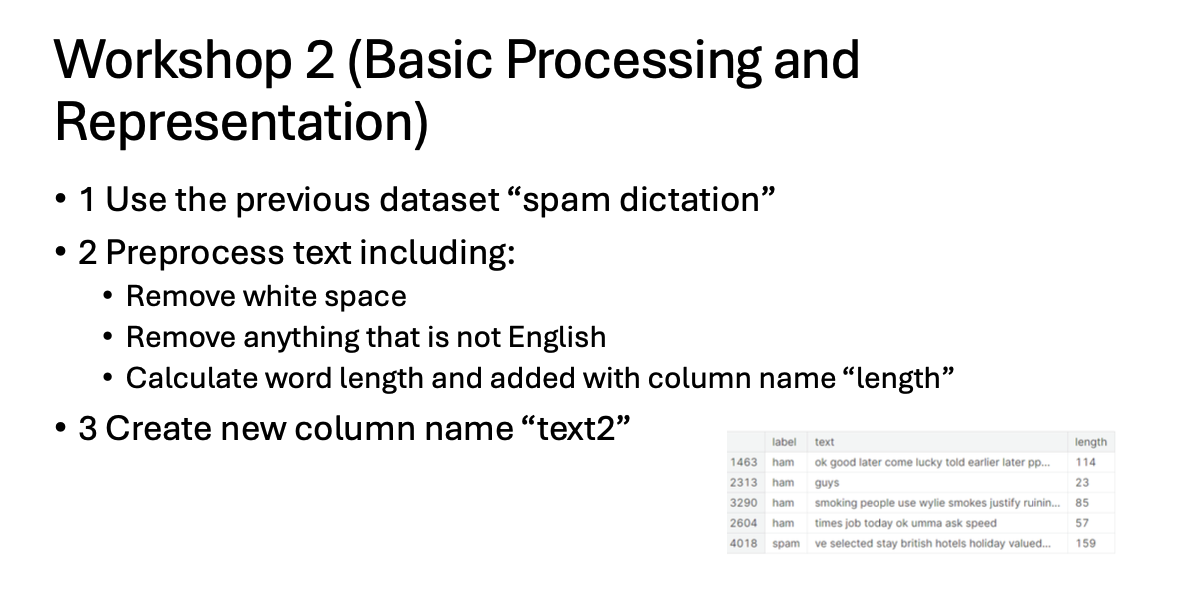 Workshop 2 (Basic Processing and
Representation)
• 1 Use the previous dataset “spam dictation”
• 2 Preprocess text including:
• Remove white space
• Remove anything that is not English
• Calculate word length and added with column name “length”
• 3 Create new column name “text2”
label text length
1463 ham ok good later come lucky told earlier later pp... 114
2313 ham guys 23
3290 ham smoking people use wylie smokes justify ruinin... 85
2604 ham times job today ok umma ask speed 57
4018 spam ve selected stay british hotels holiday valued... 159